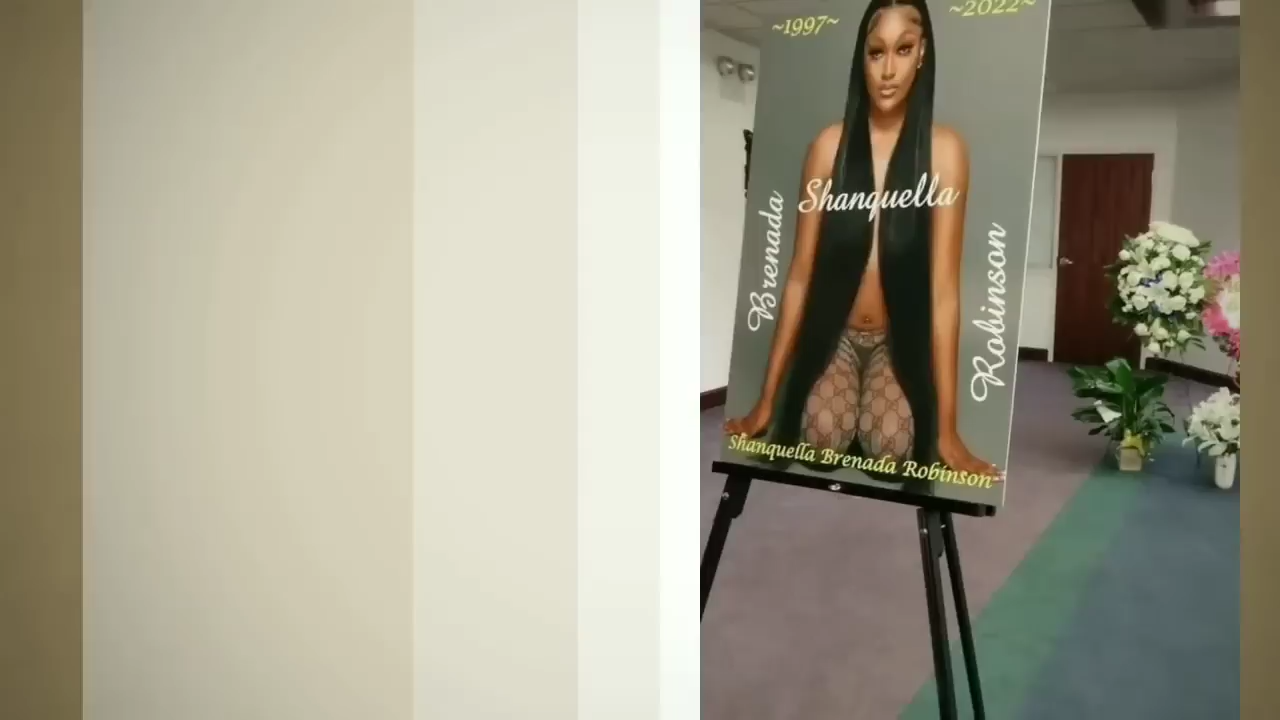 ~1997~
~2022~
Shanquella
Brenada
Robinson
Shanquella Brenada Robinson